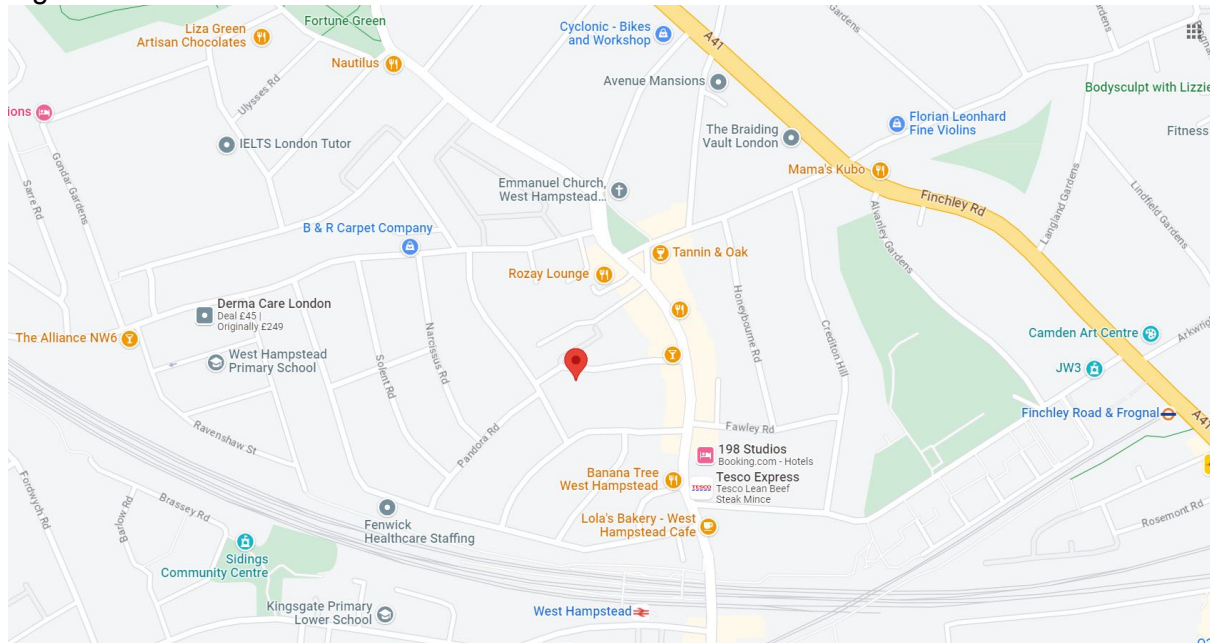 Fortune Green
Liza Green
Artisan Chocolates
Cyclonic - Bikes
and Workshop
A41
Gardens
Nautilus
Avenue Mansions
Ulysses Rd
Bodysculpt with Lizzie
ions
Florian Leonhard
Fine Violins
The Braiding
Vault London
Fitness
IELTS London Tutor
Mama's Kubo
Emmanuel Church,
West Hampstead...
Gondar Gardens
Sarre Rd
Finchley Rd
Langland Gardens
Lindfield Gardens
Alvanley Gardens
B & R Carpet Company
Tannin & Oak
Rozay Lounge
Derma Care London
Deal £45 |
Originally £249
Honeybourne Rd
Crediton Hill
The Alliance NW6
West Hampstead
Primary School
Narcissus Rd
Solent Rd
Camden Art Centre
Arkwrig
JW3
Finchley Road & Frognal
A41
Ravenshaw St
Pandora Rd
Fawley Rd
198 Studios
Booking.com - Hotels
Banana Tree
West Hampstead
TESCO
Tesco Express
Tesco Lean Beef
Steak Mince
Fordwych Rd
Barlow Rd
Brassey Rd
Fenwick
Healthcare Staffing
Lola's Bakery - West
Hampstead Cafe
Rosemont Rd
Sidings
Community Centre
Kingsgate Primary
Lower School
West Hampstead